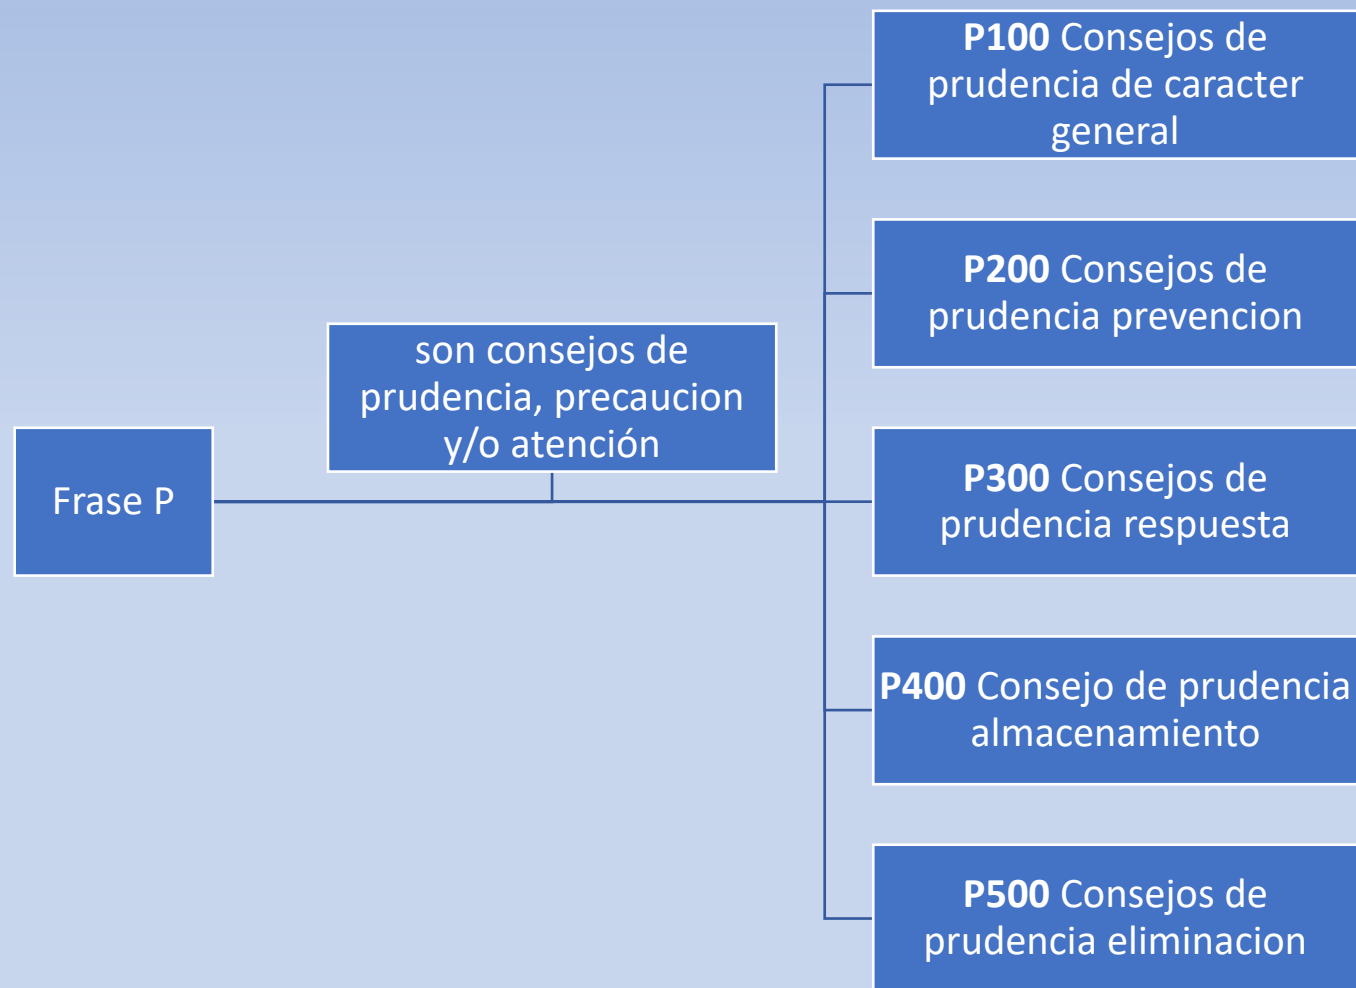 Frase P
son consejos de
prudencia, precaucion
y/o atención
P100 Consejos de
prudencia de caracter
general
P200 Consejos de
prudencia prevencion
P300 Consejos de
prudencia respuesta
P400 Consejo de prudencia
almacenamiento
P500 Consejos de
prudencia eliminacion